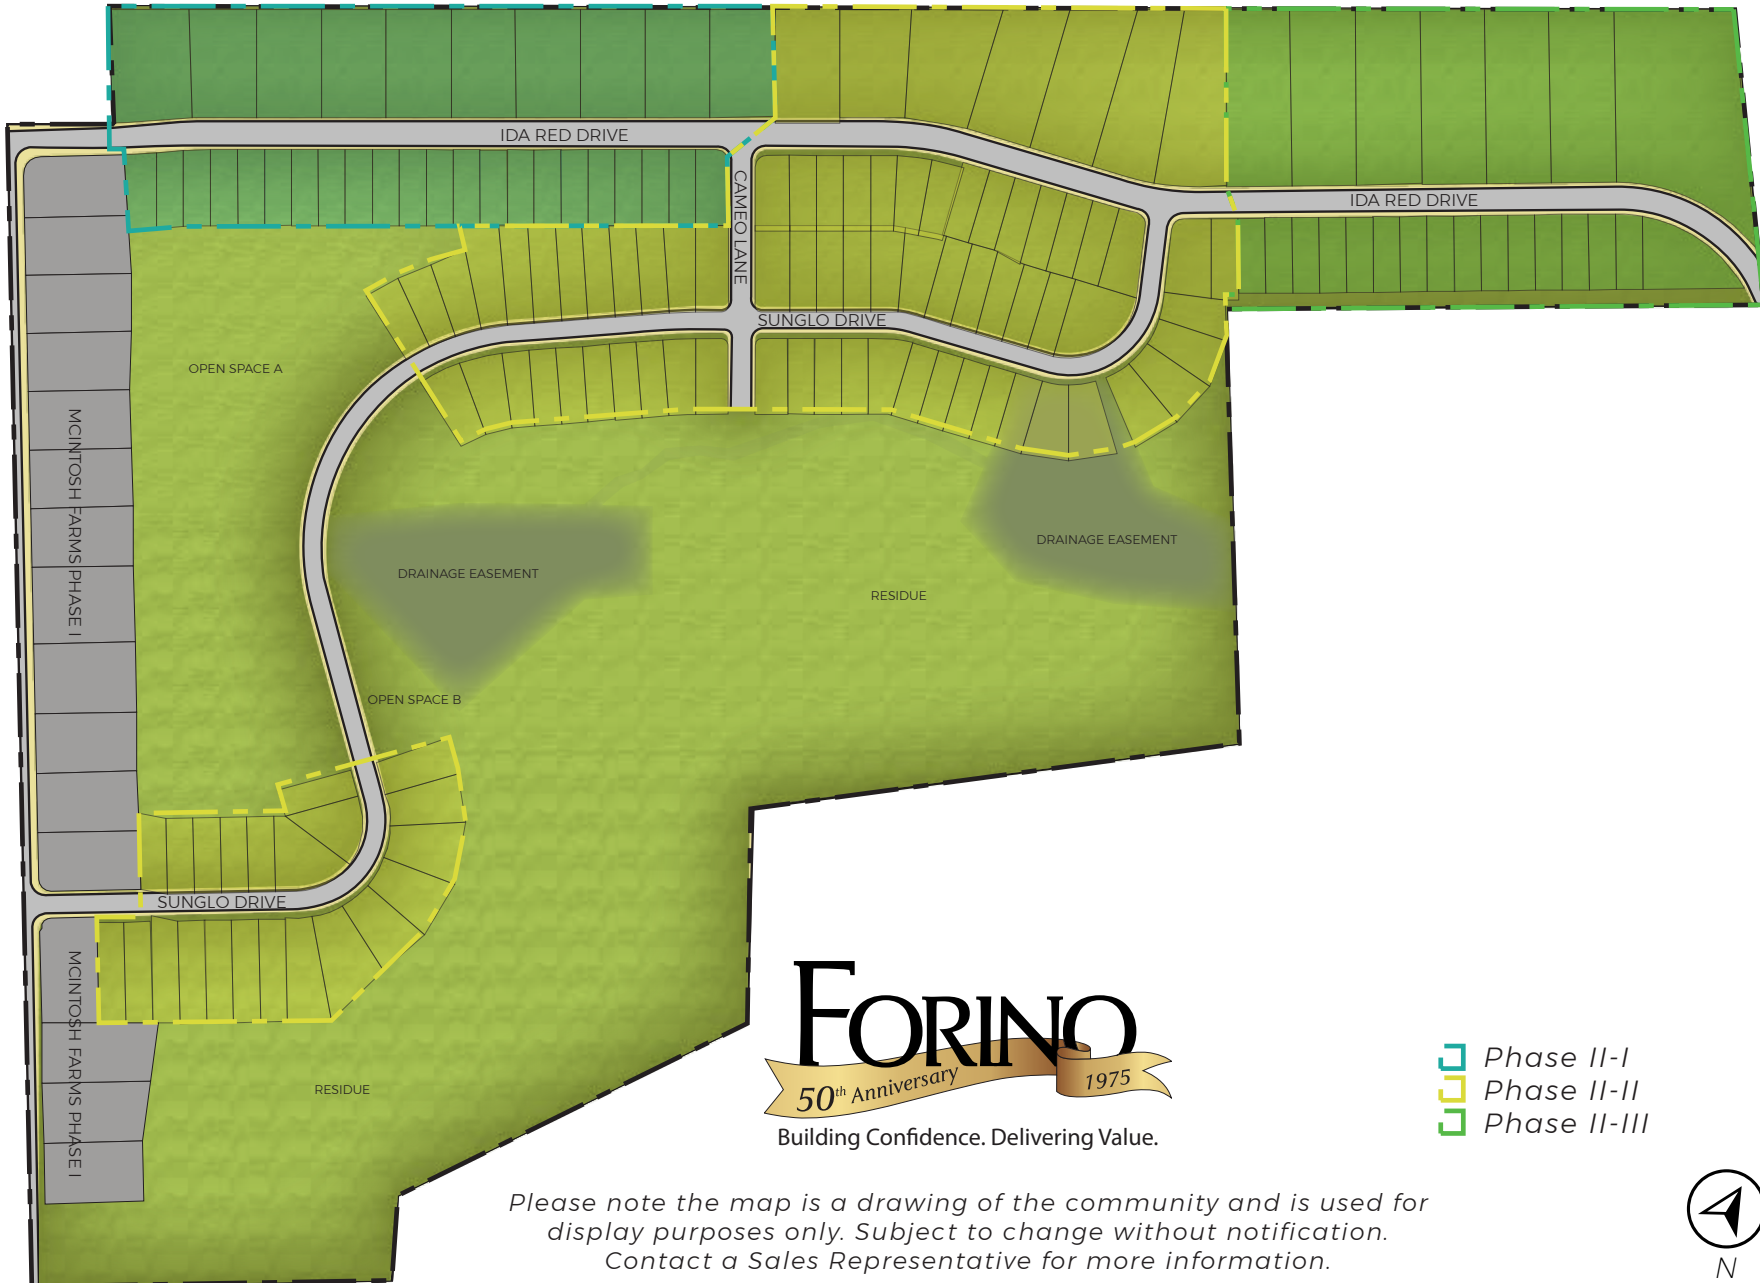 IDA RED DRIVE
CAMEO LANE
IDA RED DRIVE
SUNGLO DRIVE
OPEN SPACE A
MCINTOSH FARMS PHASE I
DRAINAGE EASEMENT
DRAINAGE EASEMENT
RESIDUE
OPEN SPACE B
SUNGLO DRIVE
MCINTOSH FARMS PHASE I
RESIDUE
FORINO
50th Anniversary 1975
Building Confidence. Delivering Value.
Phase II-I
Phase II-II
Phase II-III
Please note the map is a drawing of the community and is used for
display purposes only. Subject to change without notification.
Contact a Sales Representative for more information.
N